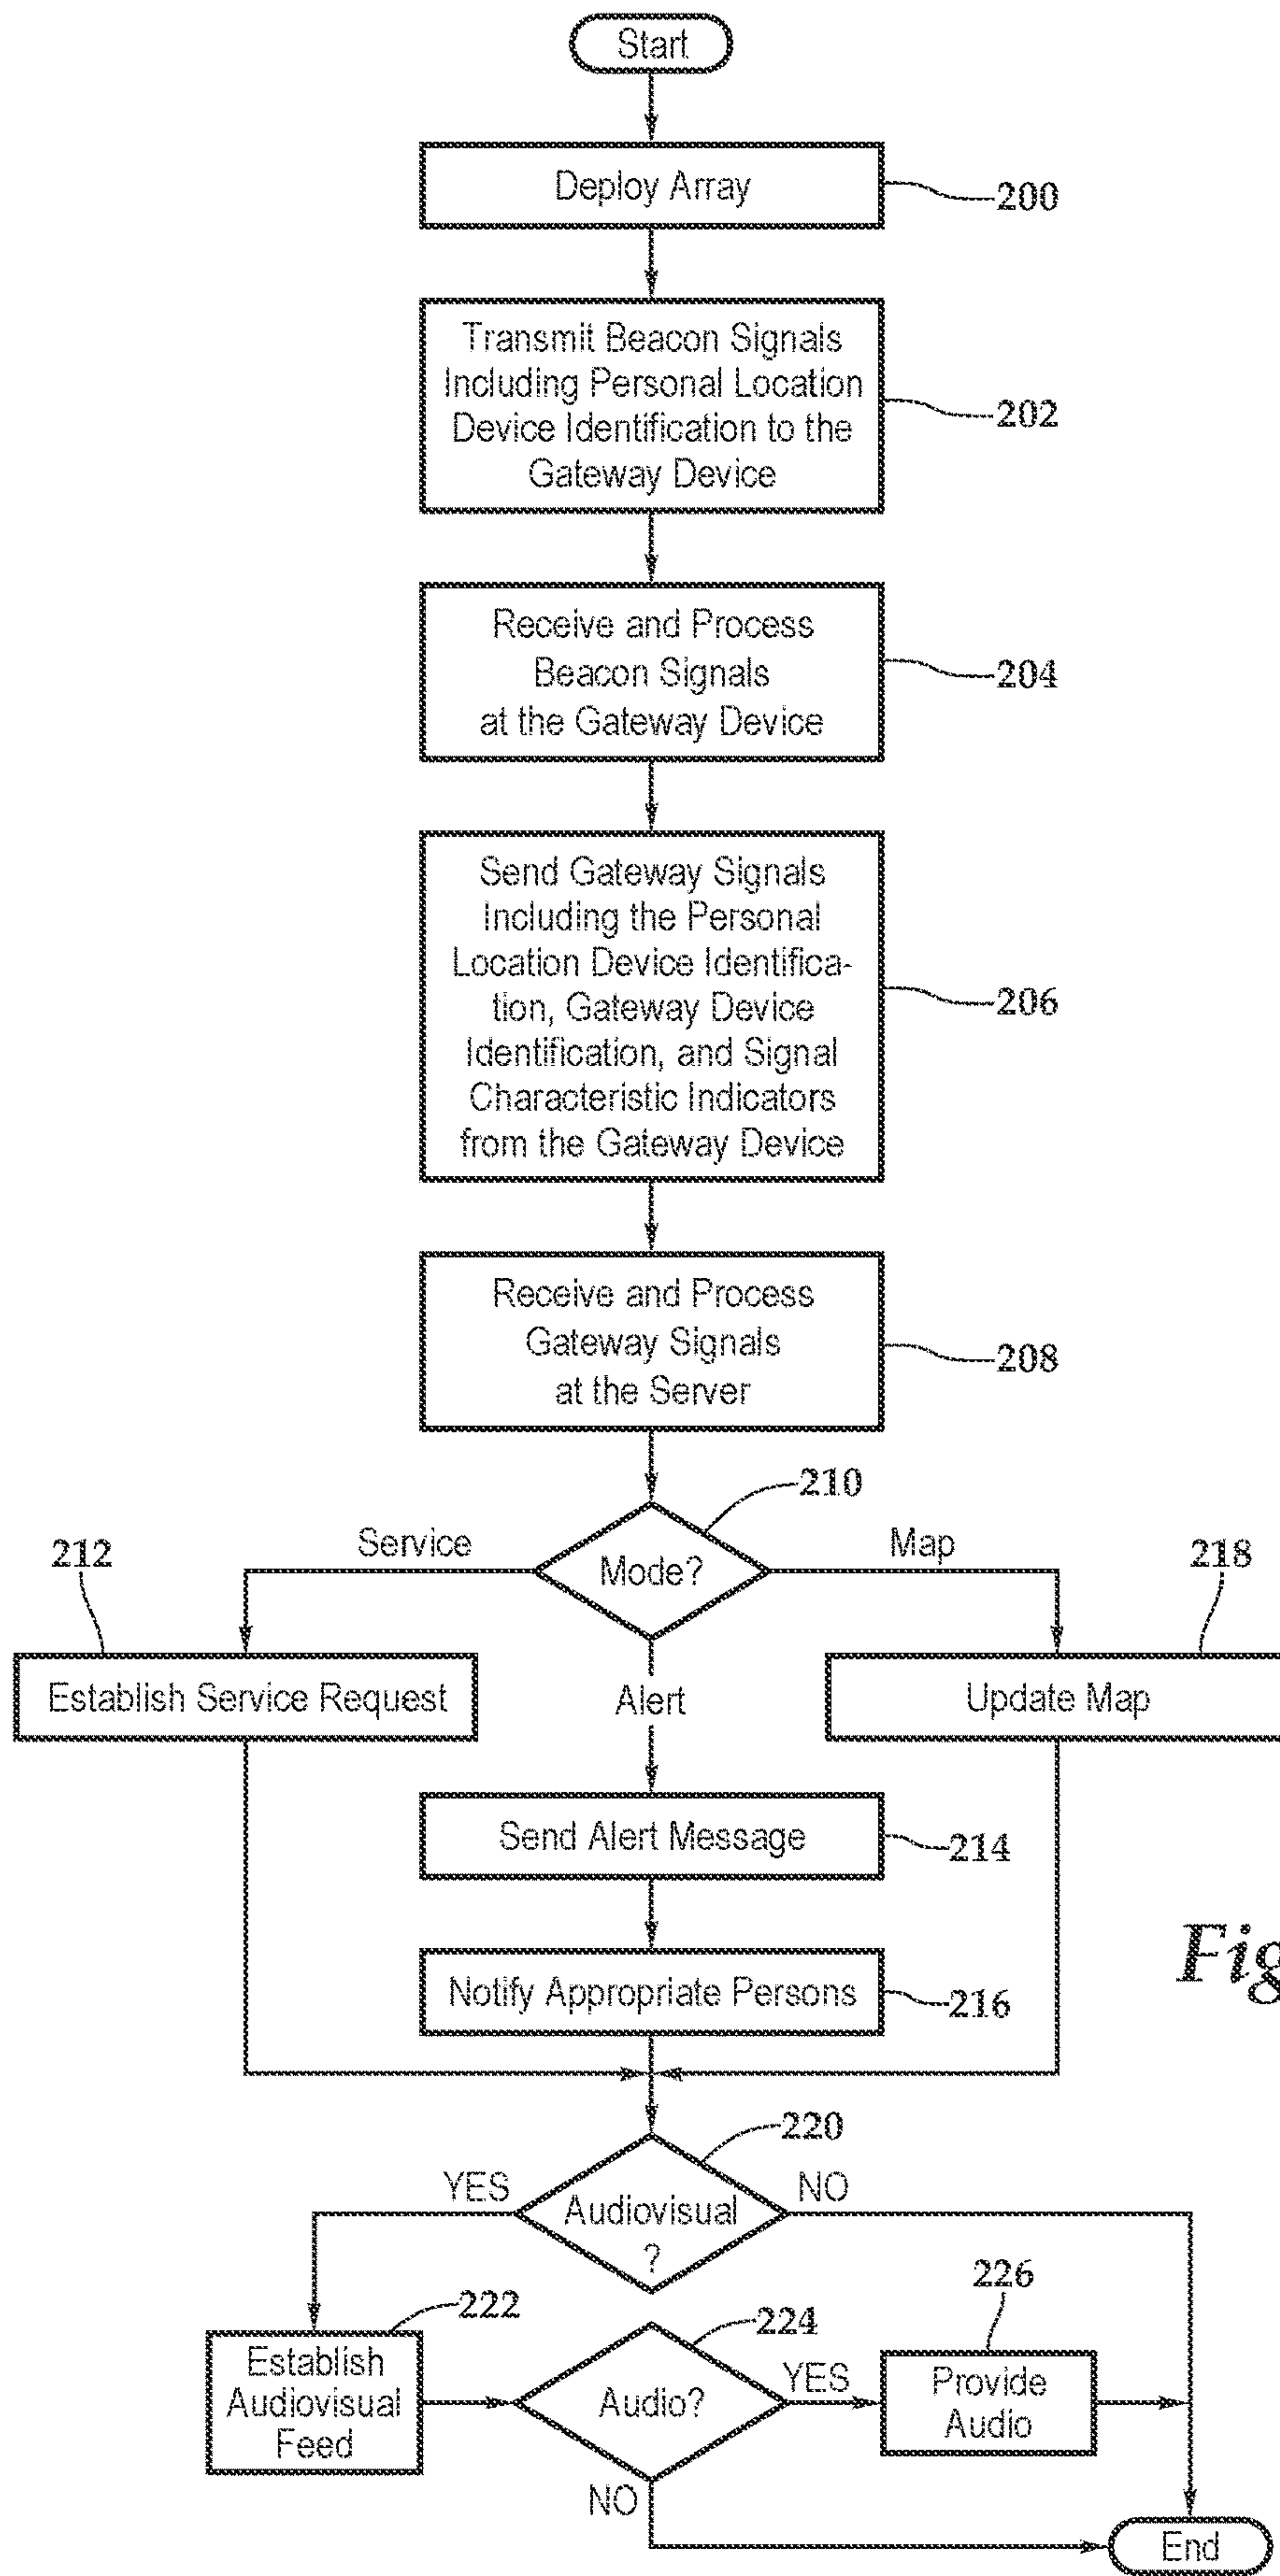 Start
Deploy Array
200
Transmit Beacon Signals
Including Personal Location
Device Identification to the
Gateway Device
202
Receive and Process
Beacon Signals
at the Gateway Device
204
Send Gateway Signals
Including the Personal
Location Device Identifica-
tion, Gateway Device
Identification, and Signal
Characteristic Indicators
from the Gateway Device
206
Receive and Process
Gateway Signals
at the Server
208
210
Mode?
Service
Map
212
218
Establish Service Request
Alert
Update Map
Send Alert Message
214
Fig
Notify Appropriate Persons
216
220
YES
NO
Audiovisual
?
222
224
226
Establish
Audiovisual
Feed
Audio?
YES
Provide
Audio
NO
End